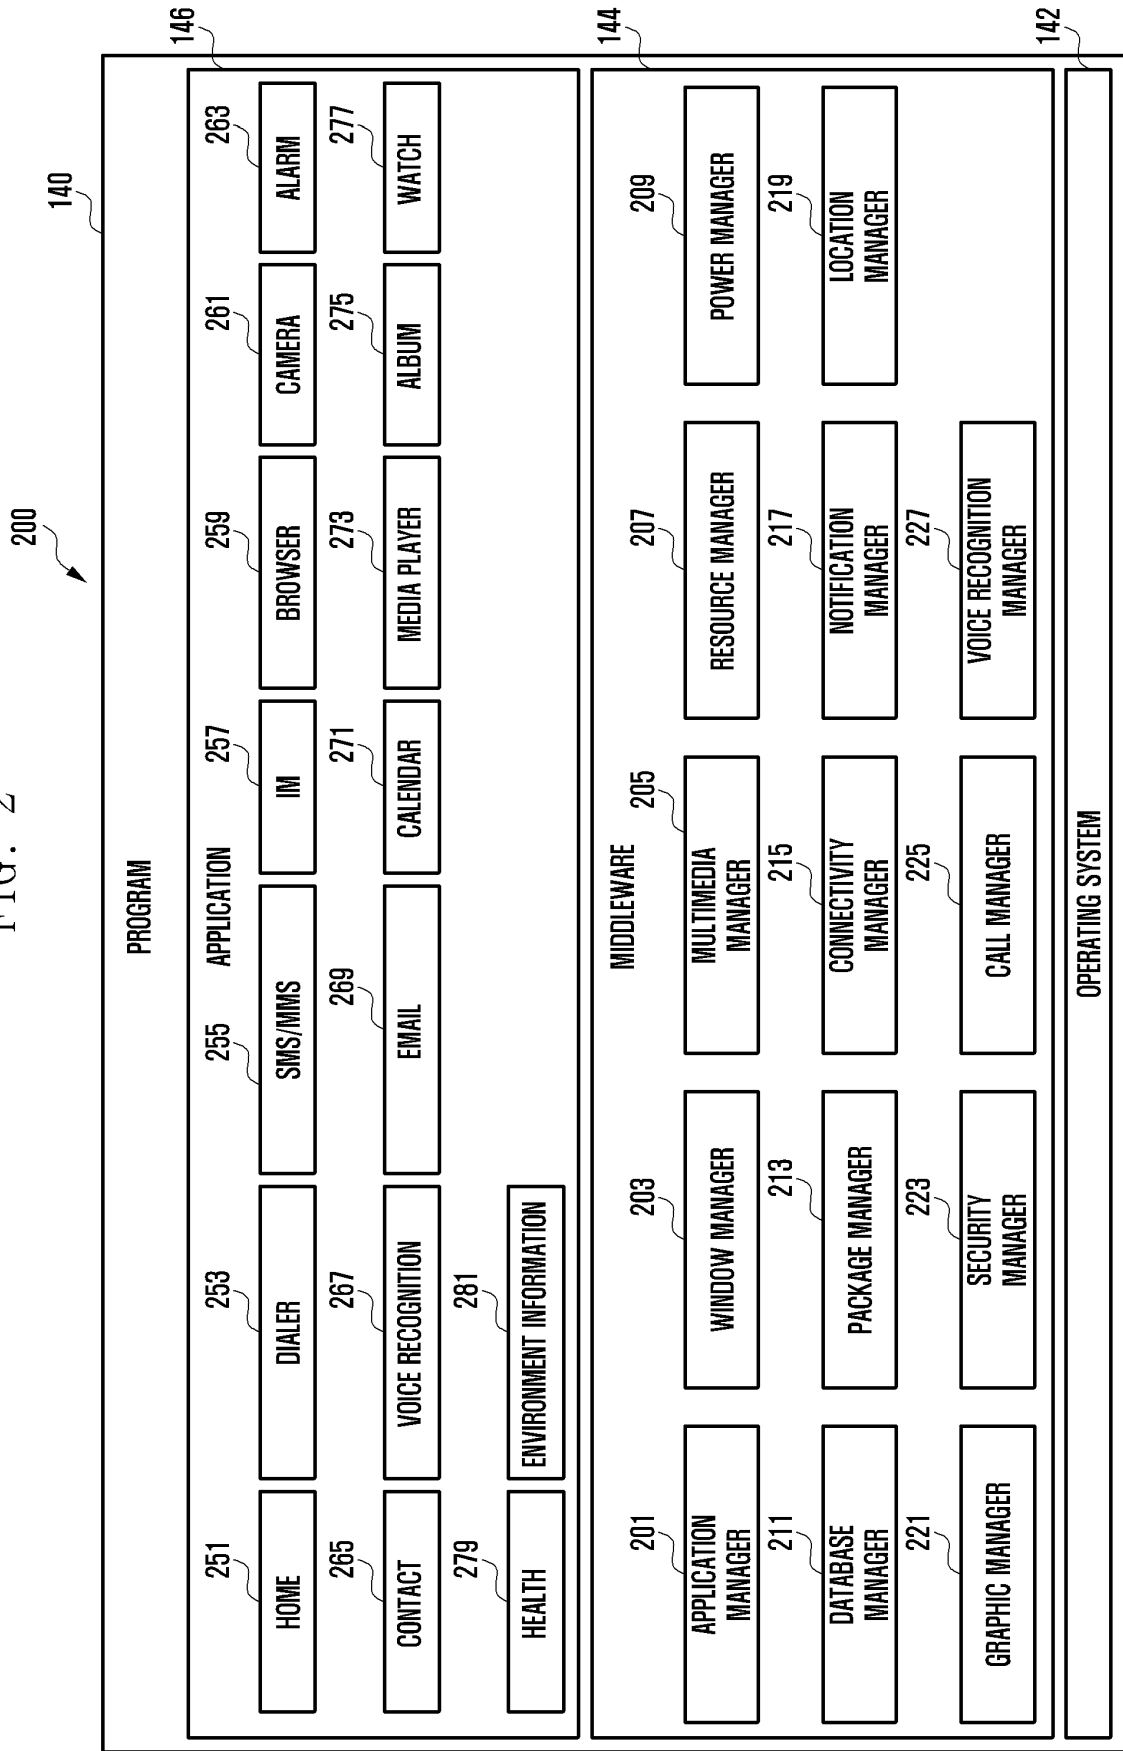 FIG. 2
200
140
PROGRAM
146
APPLICATION
251
253
255
257
259
261
263
HOME
DIALER
SMS/MMS
IM
BROWSER
CAMERA
ALARM
265
267
269
271
273
275
277
CONTACT
VOICE RECOGNITION
EMAIL
CALENDAR
MEDIA PLAYER
ALBUM
WATCH
279
281
HEALTH
ENVIRONMENT INFORMATION
144
MIDDLEWARE
201
203
205
207
209
APPLICATION
MANAGER
WINDOW MANAGER
MULTIMEDIA
MANAGER
RESOURCE MANAGER
POWER MANAGER
211
213
215
217
219
DATABASE
MANAGER
PACKAGE MANAGER
CONNECTIVITY
MANAGER
NOTIFICATION
MANAGER
LOCATION
MANAGER
221
223
225
227
GRAPHIC MANAGER
SECURITY
MANAGER
CALL MANAGER
VOICE RECOGNITION
MANAGER
142
OPERATING SYSTEM